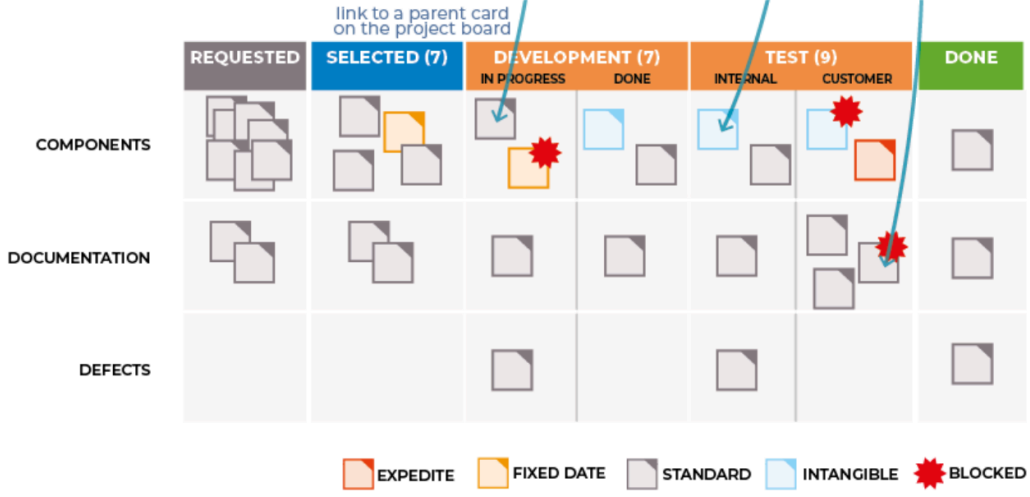 link to a parent card
on the project board
REQUESTED
SELECTED (7)
DEVELOPMENT (7)
TEST (9)
DONE
IN PROGRESS
DONE
INTERNAL
CUSTOMER
COMPONENTS
DOCUMENTATION
DEFECTS
EXPEDITE
FIXED DATE
STANDARD
INTANGIBLE
BLOCKED